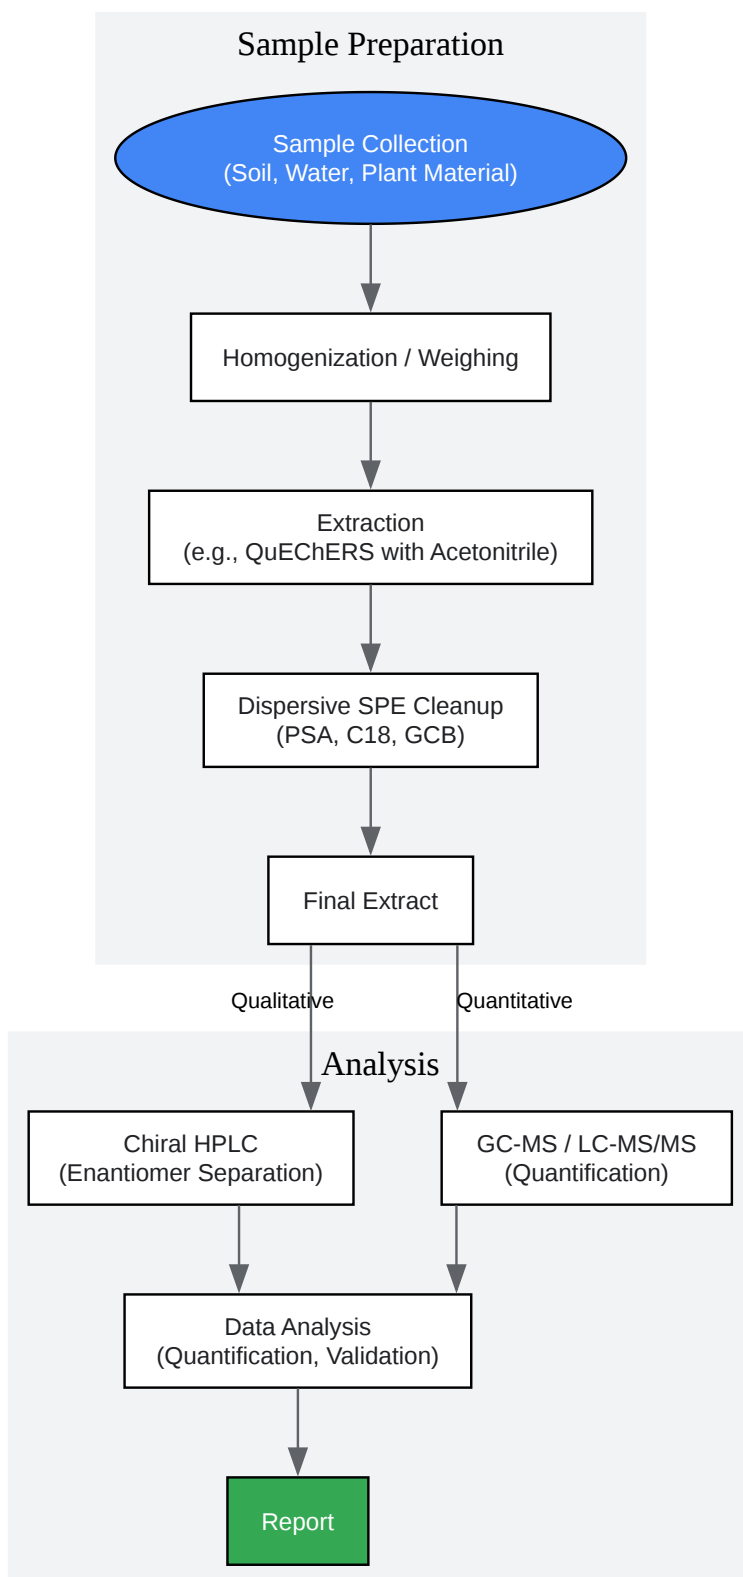 Sample Preparation
Sample Collection
(Soil, Water, Plant Material)
Homogenization / Weighing
Extraction
(e.g., QuEChERS with Acetonitrile)
Dispersive SPE Cleanup
(PSA, C18, GCB)
Final Extract
Qualitative
Quantitative
Analysis
Chiral HPLC
(Enantiomer Separation)
GC-MS / LC-MS/MS
(Quantification)
Data Analysis
(Quantification, Validation)
Report